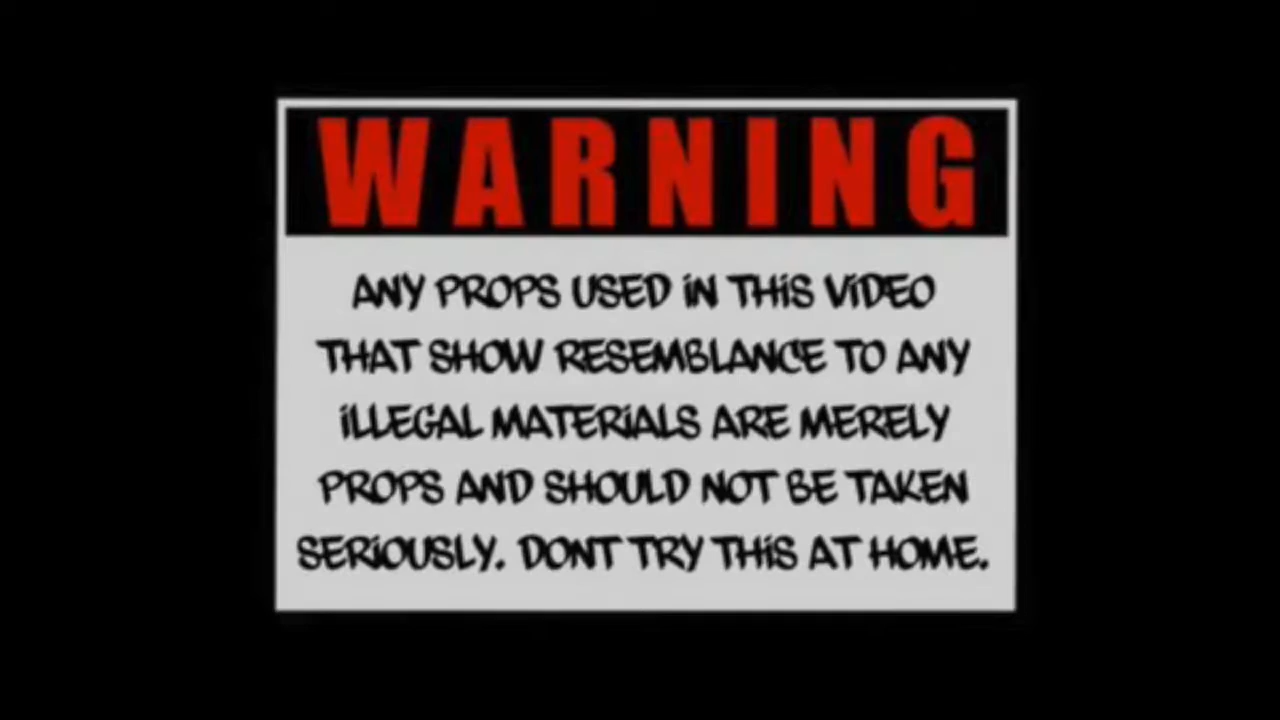 WARNING
ANY PROPS USED IN THIS VIDEO
THAT SHOW RESEMBLANCE TO ANY
ILLEGAL MATERIALS ARE MERELY
PROPS AND SHOULD NOT BE TAKEN
SERIOUSLY. DONT TRY THIS AT HOME.